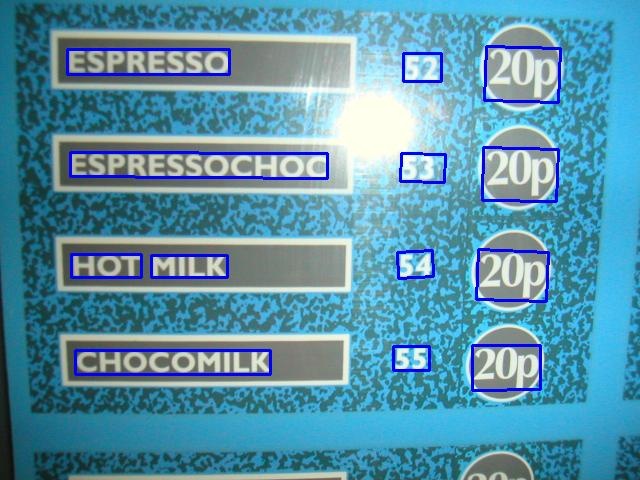 ESPRESSO 52 20p
ESPRESSOCHOC 53 20p
HOT MILK 54 20p
CHOCOMILK 55 20p